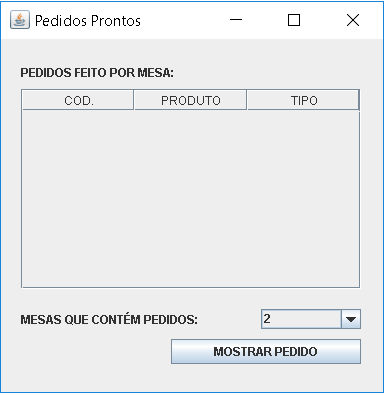 Pedidos Prontos
PEDIDOS FEITO POR MESA:
COD. PRODUTO TIPO
MESAS QUE CONTÉM PEDIDOS: 2
MOSTRAR PEDIDO